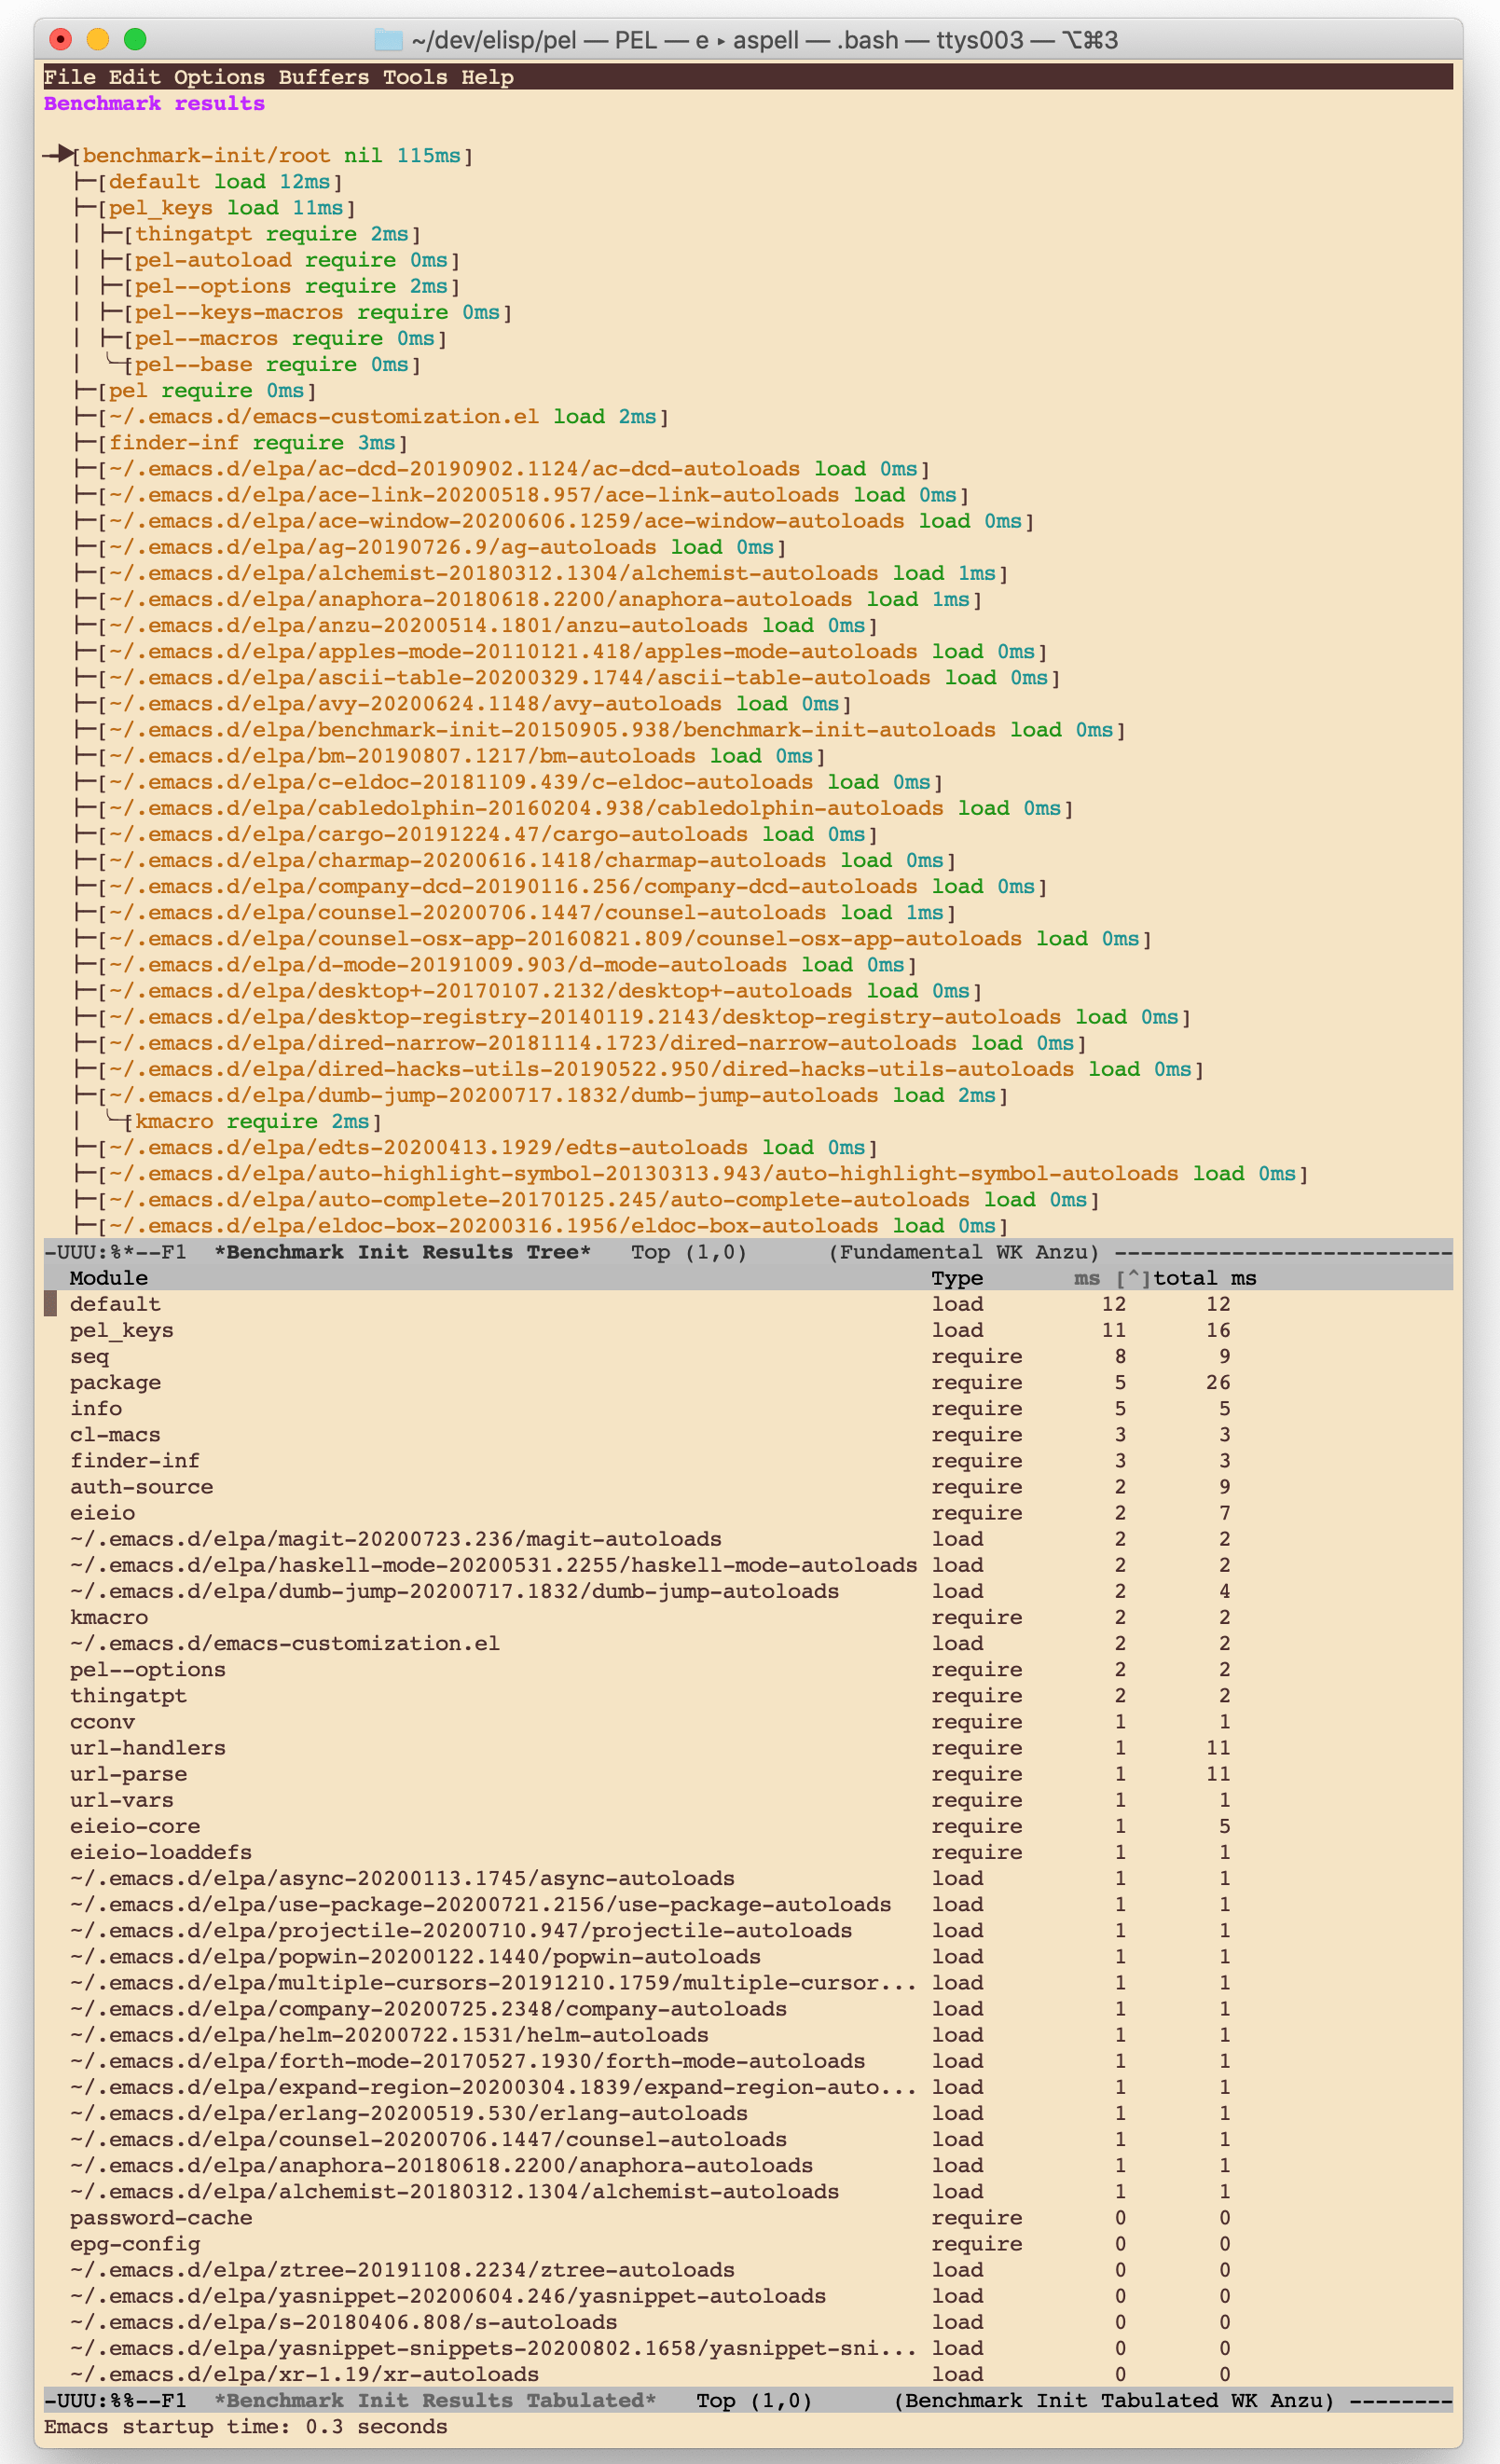 ~/dev/elisp/pel — PEL — e ▸ aspell — .bash — ttys003 — ⌥⌘3
File Edit Options Buffers Tools Help
Benchmark results
[benchmark-init/root nil 115ms]
├─[default load 12ms]
├─[pel_keys load 11ms]
| ├─[thingatpt require 2ms]
| ├─[pel-autoload require 0ms]
| ├─[pel--options require 2ms]
| ├─[pel--keys-macros require 0ms]
| ├─[pel--macros require 0ms]
| ╰─[pel--base require 0ms]
├─[pel require 0ms]
├─[~/.emacs.d/emacs-customization.el load 2ms]
├─[finder-inf require 3ms]
├─[~/.emacs.d/elpa/ac-dcd-20190902.1124/ac-dcd-autoloads load 0ms]
├─[~/.emacs.d/elpa/ace-link-20200518.957/ace-link-autoloads load 0ms]
├─[~/.emacs.d/elpa/ace-window-20200606.1259/ace-window-autoloads load 0ms]
├─[~/.emacs.d/elpa/ag-20190726.9/ag-autoloads load 0ms]
├─[~/.emacs.d/elpa/alchemist-20180312.1304/alchemist-autoloads load 1ms]
├─[~/.emacs.d/elpa/anaphora-20180618.2200/anaphora-autoloads load 1ms]
├─[~/.emacs.d/elpa/anzu-20200514.1801/anzu-autoloads load 0ms]
├─[~/.emacs.d/elpa/apples-mode-20110121.418/apples-mode-autoloads load 0ms]
├─[~/.emacs.d/elpa/ascii-table-20200329.1744/ascii-table-autoloads load 0ms]
├─[~/.emacs.d/elpa/avy-20200624.1148/avy-autoloads load 0ms]
├─[~/.emacs.d/elpa/benchmark-init-20150905.938/benchmark-init-autoloads load 0ms]
├─[~/.emacs.d/elpa/bm-20190807.1217/bm-autoloads load 0ms]
├─[~/.emacs.d/elpa/c-eldoc-20181109.439/c-eldoc-autoloads load 0ms]
├─[~/.emacs.d/elpa/cabledolphin-20160204.938/cabledolphin-autoloads load 0ms]
├─[~/.emacs.d/elpa/cargo-20191224.47/cargo-autoloads load 0ms]
├─[~/.emacs.d/elpa/charmap-20200616.1418/charmap-autoloads load 0ms]
├─[~/.emacs.d/elpa/company-dcd-20190116.256/company-dcd-autoloads load 0ms]
├─[~/.emacs.d/elpa/counsel-20200706.1447/counsel-autoloads load 1ms]
├─[~/.emacs.d/elpa/counsel-osx-app-20160821.809/counsel-osx-app-autoloads load 0ms]
├─[~/.emacs.d/elpa/d-mode-20191009.903/d-mode-autoloads load 0ms]
├─[~/.emacs.d/elpa/desktop+-20170107.2132/desktop+-autoloads load 0ms]
├─[~/.emacs.d/elpa/desktop-registry-20140119.2143/desktop-registry-autoloads load 0ms]
├─[~/.emacs.d/elpa/dired-narrow-20181114.1723/dired-narrow-autoloads load 0ms]
├─[~/.emacs.d/elpa/dired-hacks-utils-20190522.950/dired-hacks-utils-autoloads load 0ms]
├─[~/.emacs.d/elpa/dumb-jump-20200717.1832/dumb-jump-autoloads load 2ms]
| ╰─[kmacro require 2ms]
├─[~/.emacs.d/elpa/edts-20200413.1929/edts-autoloads load 0ms]
├─[~/.emacs.d/elpa/auto-highlight-symbol-20130313.943/auto-highlight-symbol-autoloads load 0ms]
├─[~/.emacs.d/elpa/auto-complete-20170125.245/auto-complete-autoloads load 0ms]
├─[~/.emacs.d/elpa/eldoc-box-20200316.1956/eldoc-box-autoloads load 0ms]
-UUU:%*--F1  *Benchmark Init Results Tree*   Top (1,0)      (Fundamental WK Anzu) --------------------------
Module Type ms [^]total ms
default load 12 12
pel_keys load 11 16
seq require 8 9
package require 5 26
info require 5 5
cl-macs require 3 3
finder-inf require 3 3
auth-source require 2 9
eieio require 2 7
~/.emacs.d/elpa/magit-20200723.236/magit-autoloads load 2 2
~/.emacs.d/elpa/haskell-mode-20200531.2255/haskell-mode-autoloads load 2 2
~/.emacs.d/elpa/dumb-jump-20200717.1832/dumb-jump-autoloads load 2 4
kmacro require 2 2
~/.emacs.d/emacs-customization.el load 2 2
pel--options require 2 2
thingatpt require 2 2
cconv require 1 1
url-handlers require 1 11
url-parse require 1 11
url-vars require 1 1
eieio-core require 1 5
eieio-loaddefs require 1 1
~/.emacs.d/elpa/async-20200113.1745/async-autoloads load 1 1
~/.emacs.d/elpa/use-package-20200721.2156/use-package-autoloads load 1 1
~/.emacs.d/elpa/projectile-20200710.947/projectile-autoloads load 1 1
~/.emacs.d/elpa/popwin-20200122.1440/popwin-autoloads load 1 1
~/.emacs.d/elpa/multiple-cursors-20191210.1759/multiple-cursor... load 1 1
~/.emacs.d/elpa/company-20200725.2348/company-autoloads load 1 1
~/.emacs.d/elpa/helm-20200722.1531/helm-autoloads load 1 1
~/.emacs.d/elpa/forth-mode-20170527.1930/forth-mode-autoloads load 1 1
~/.emacs.d/elpa/expand-region-20200304.1839/expand-region-auto... load 1 1
~/.emacs.d/elpa/erlang-20200519.530/erlang-autoloads load 1 1
~/.emacs.d/elpa/counsel-20200706.1447/counsel-autoloads load 1 1
~/.emacs.d/elpa/anaphora-20180618.2200/anaphora-autoloads load 1 1
~/.emacs.d/elpa/alchemist-20180312.1304/alchemist-autoloads load 1 1
password-cache require 0 0
epg-config require 0 0
~/.emacs.d/elpa/ztree-20191108.2234/ztree-autoloads load 0 0
~/.emacs.d/elpa/yasnippet-20200604.246/yasnippet-autoloads load 0 0
~/.emacs.d/elpa/s-20180406.808/s-autoloads load 0 0
~/.emacs.d/elpa/yasnippet-snippets-20200802.1658/yasnippet-sni... load 0 0
~/.emacs.d/elpa/xr-1.19/xr-autoloads load 0 0
-UUU:%%--F1  *Benchmark Init Results Tabulated*   Top (1,0)      (Benchmark Init Tabulated WK Anzu) --------
Emacs startup time: 0.3 seconds